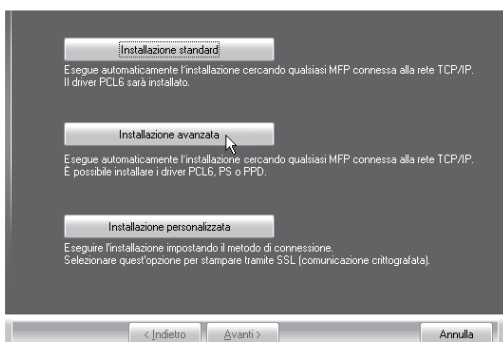 Installazione standard
Esegue automaticamente l'installazione cercando qualsiasi MFP connessa alla rete TCP/IP.
Il driver PCL6 sarà installato.
Installazione avanzata
Esegue automaticamente l'installazione cercando qualsiasi MFP connessa alla rete TCP/IP.
È possibile installare i driver PCL6, PS o PPD.
Installazione personalizzata
Eseguire l'installazione impostando il metodo di connessione.
Selezionare quest'opzione per stampare tramite SSL (comunicazione crittografata).
< Indietro Avanti > Annulla